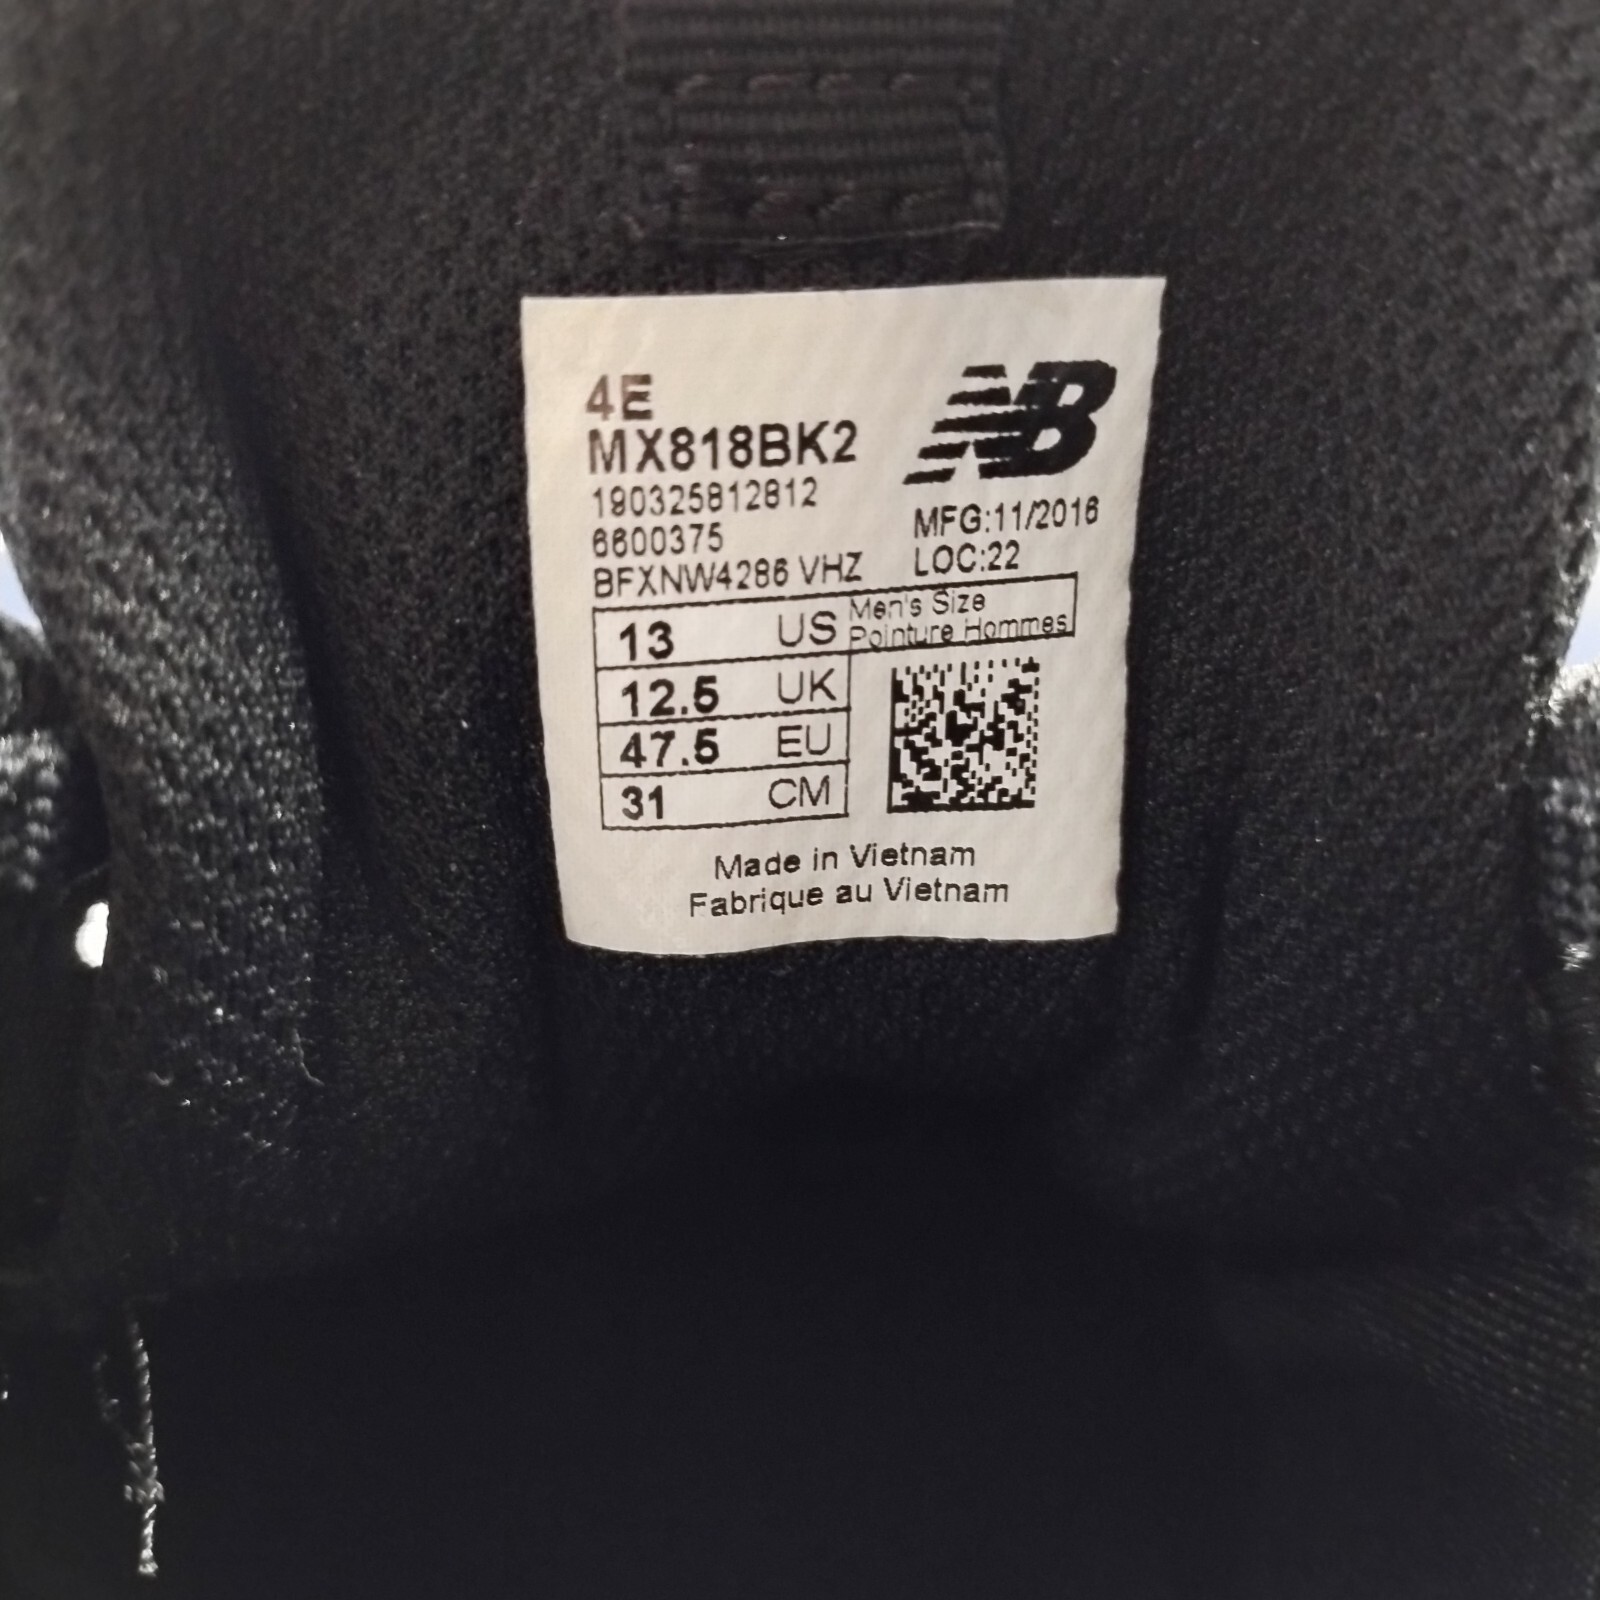 4E
MX818BK2
NB
190325812812
6600375
MFG:11/2016
BFXNW4286 VHZ
LOC:22
13 US Men's Size
Pointure Hommes
12.5 UK
47.5 EU
31 CM
Made in Vietnam
Fabrique au Vietnam